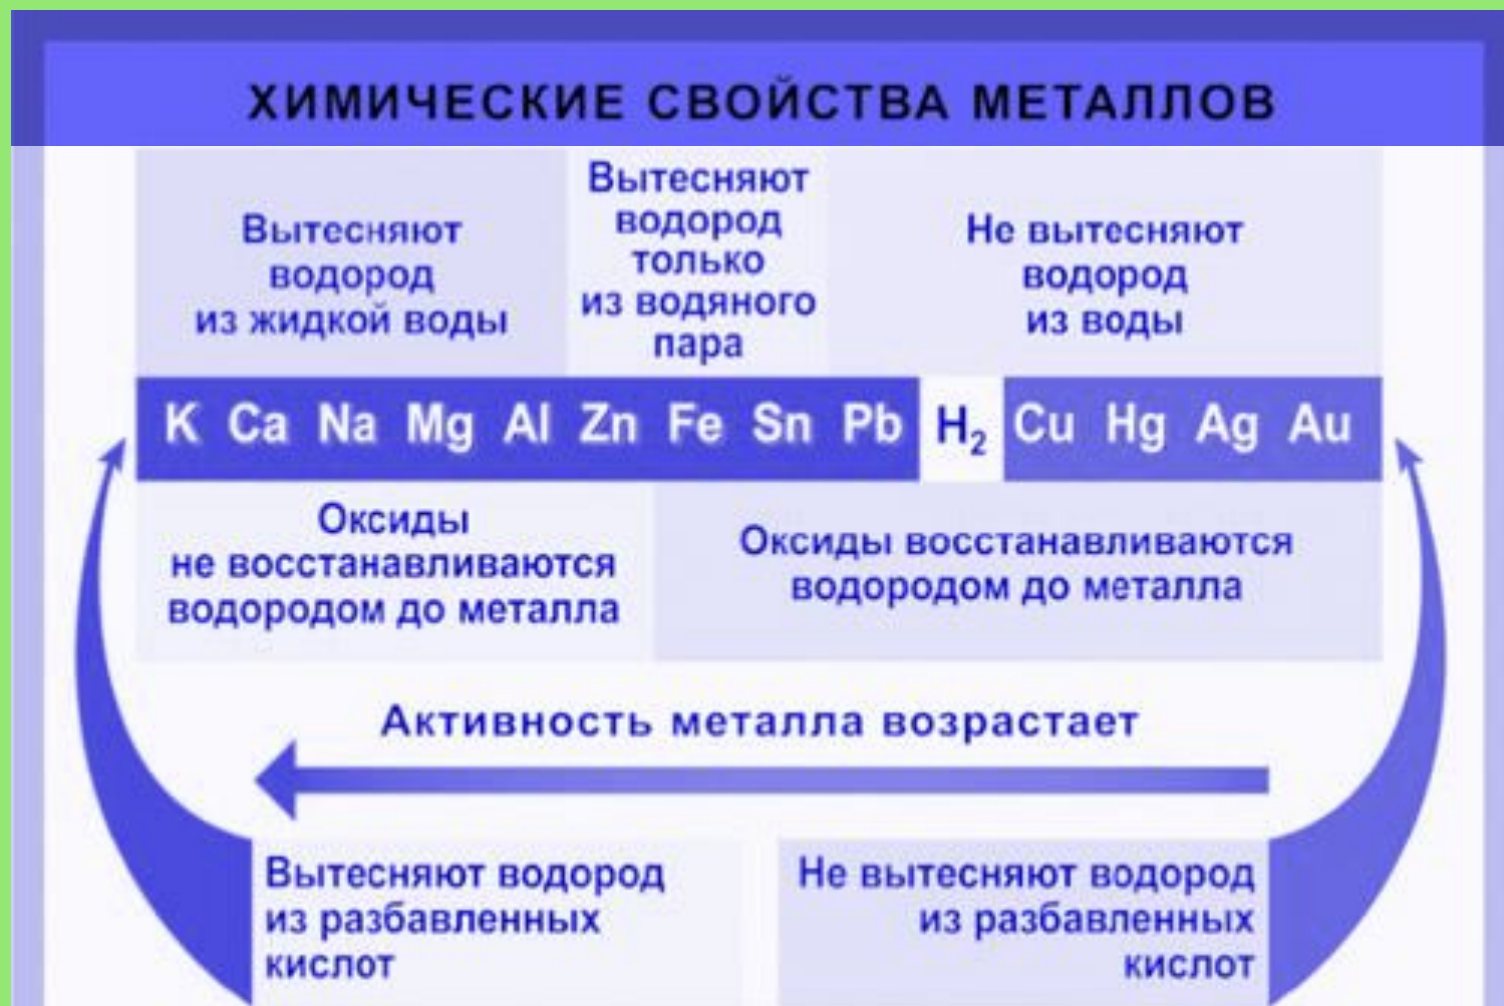 ХИМИЧЕСКИЕ СВОЙСТВА МЕТАЛЛОВ
Вытесняют
водород
из жидкой воды
Вытесняют
водород
только
из водяного
пара
Не вытесняют
водород
из воды
K Ca Na Mg Al Zn Fe Sn Pb H₂ Cu Hg Ag Au
Оксиды
не восстанавливаются
водородом до металла
Оксиды восстанавливаются
водородом до металла
Активность металла возрастает
Вытесняют водород
из разбавленных
кислот
Не вытесняют водород
из разбавленных
кислот